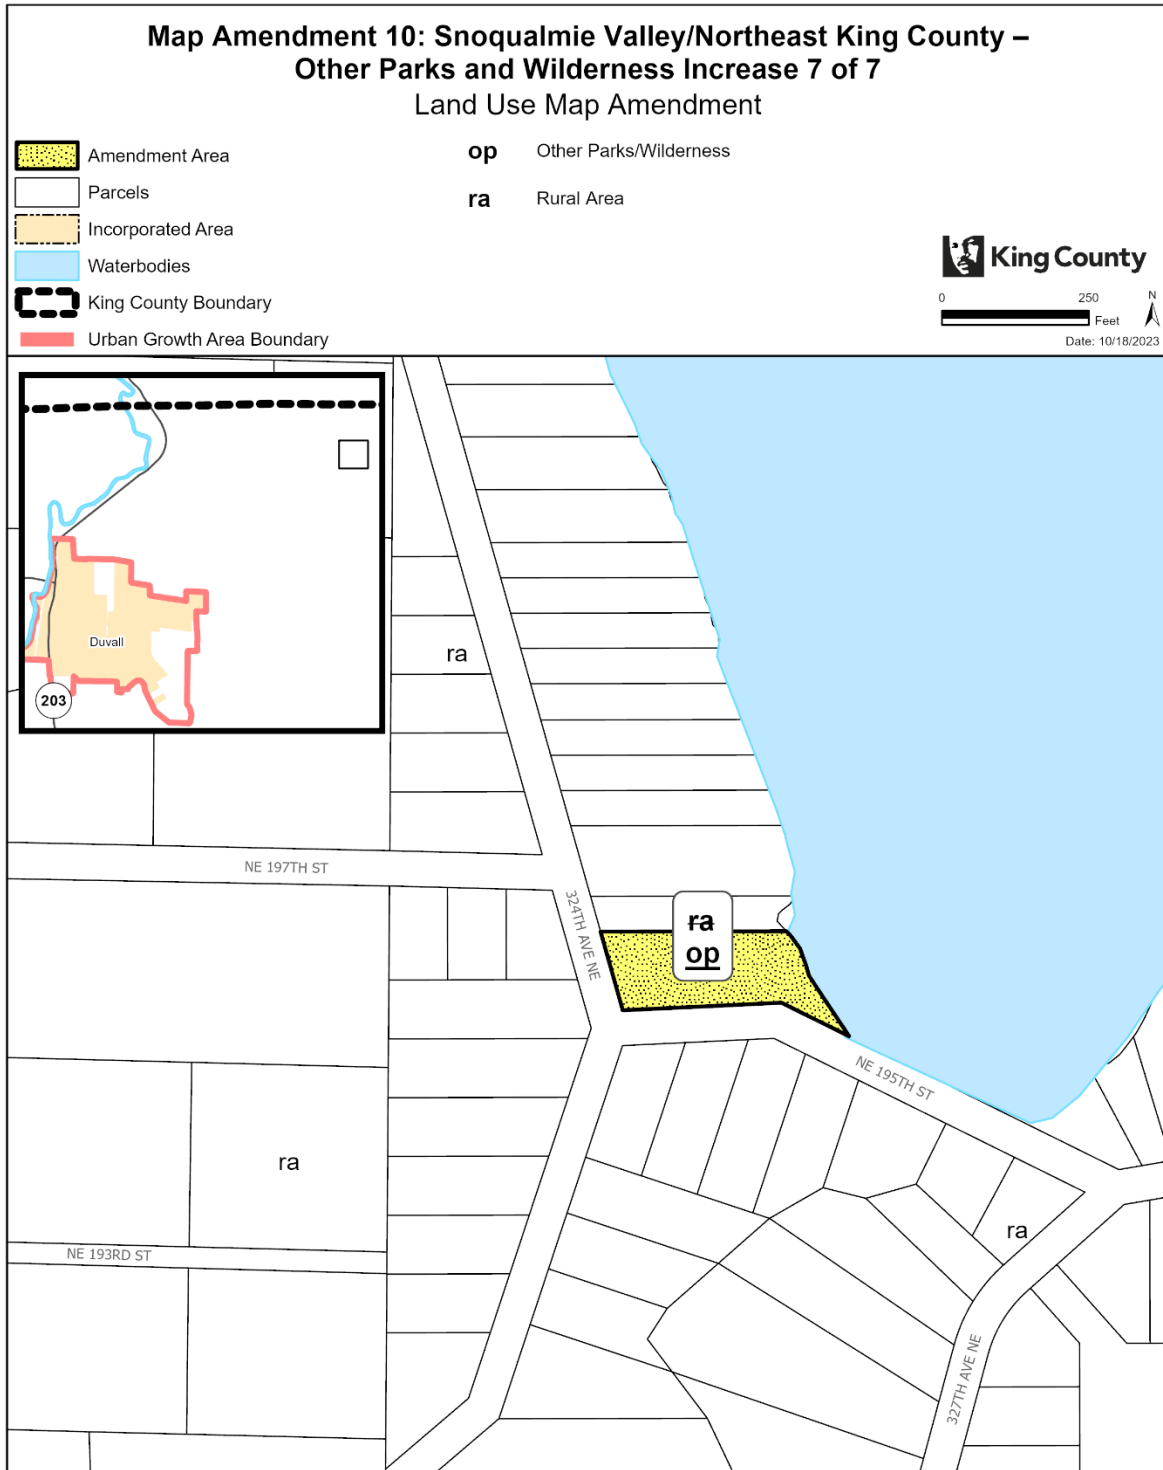 Map Amendment 10: Snoqualmie Valley/Northeast King County –
Other Parks and Wilderness Increase 7 of 7
Land Use Map Amendment
Amendment Area
Parcels
Incorporated Area
Waterbodies
King County Boundary
Urban Growth Area Boundary
op Other Parks/Wilderness
ra Rural Area
King County
0 250
Feet
N
Date: 10/18/2023
Duvall
203
ra
NE 197TH ST
324TH AVE NE
ra
op
NE 195TH ST
ra
ra
NE 193RD ST
327TH AVE NE